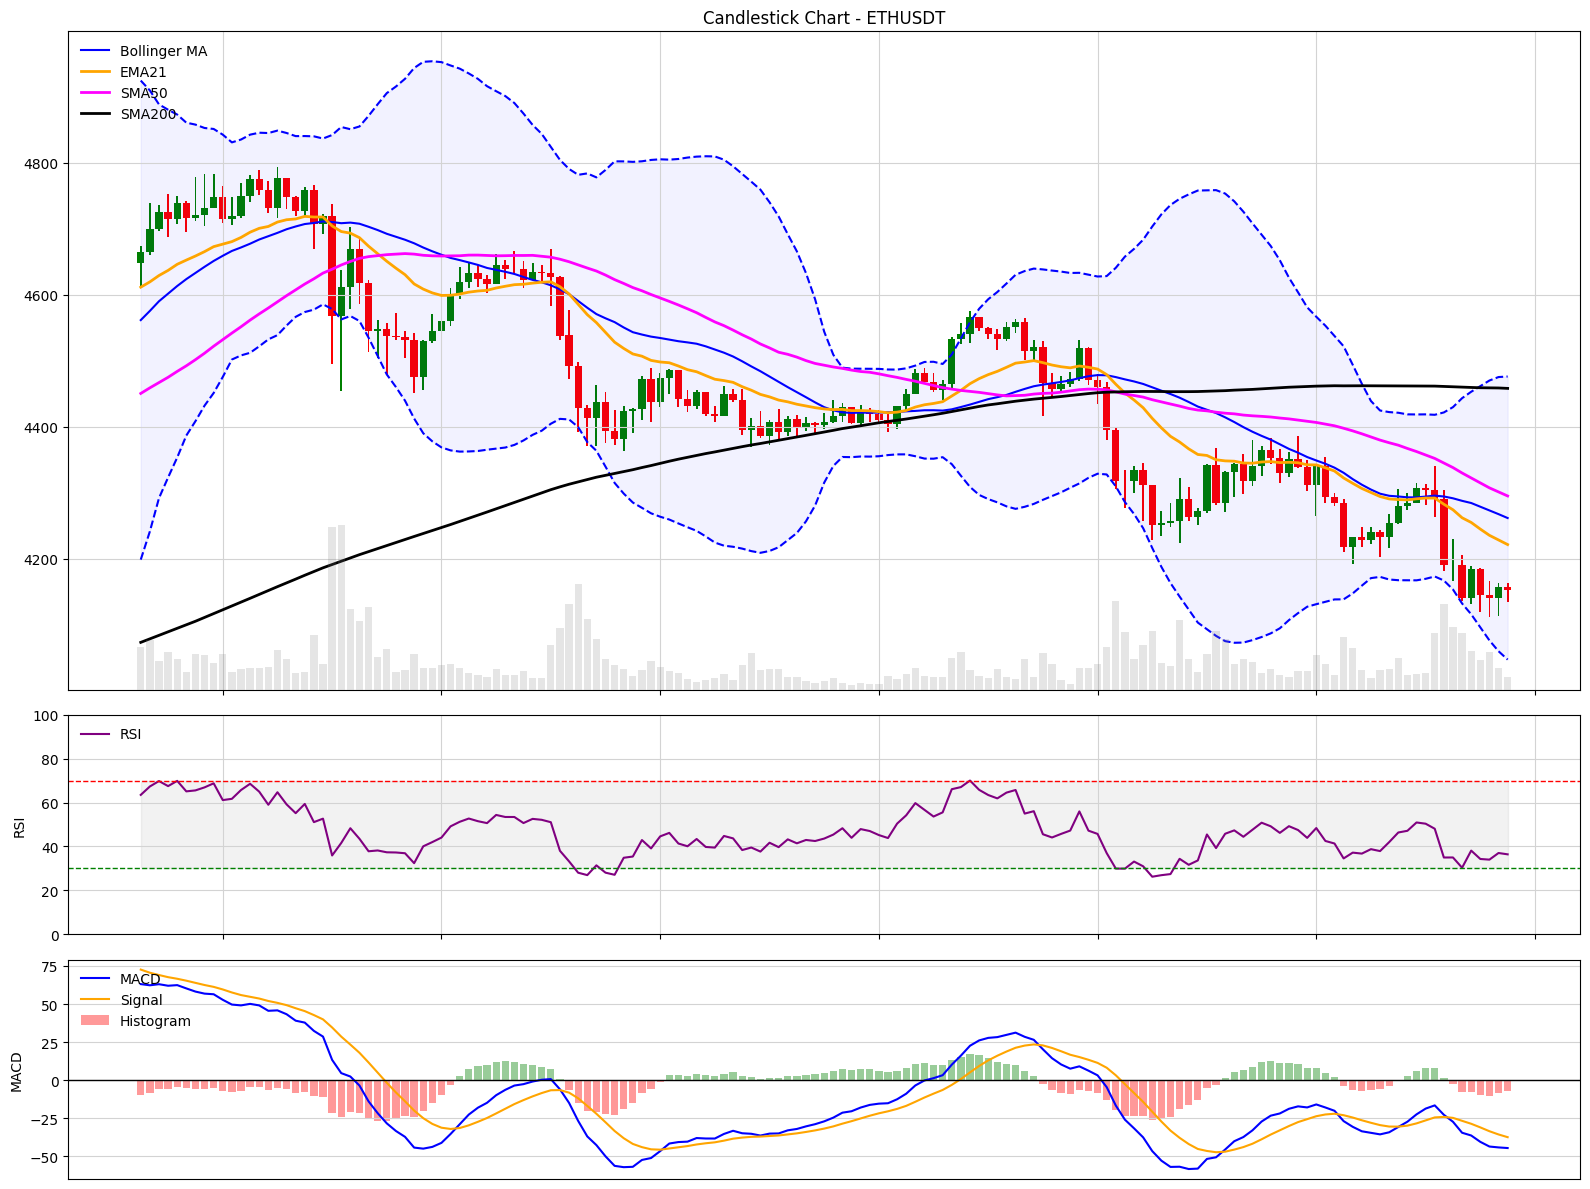 Candlestick Chart - ETHUSDT
Bollinger MA
EMA21
SMA50
SMA200
4800
4600
4400
4200
RSI
100
80
60
40
20
0
RSI
MACD
Signal
Histogram
75
50
25
0
−25
−50
MACD